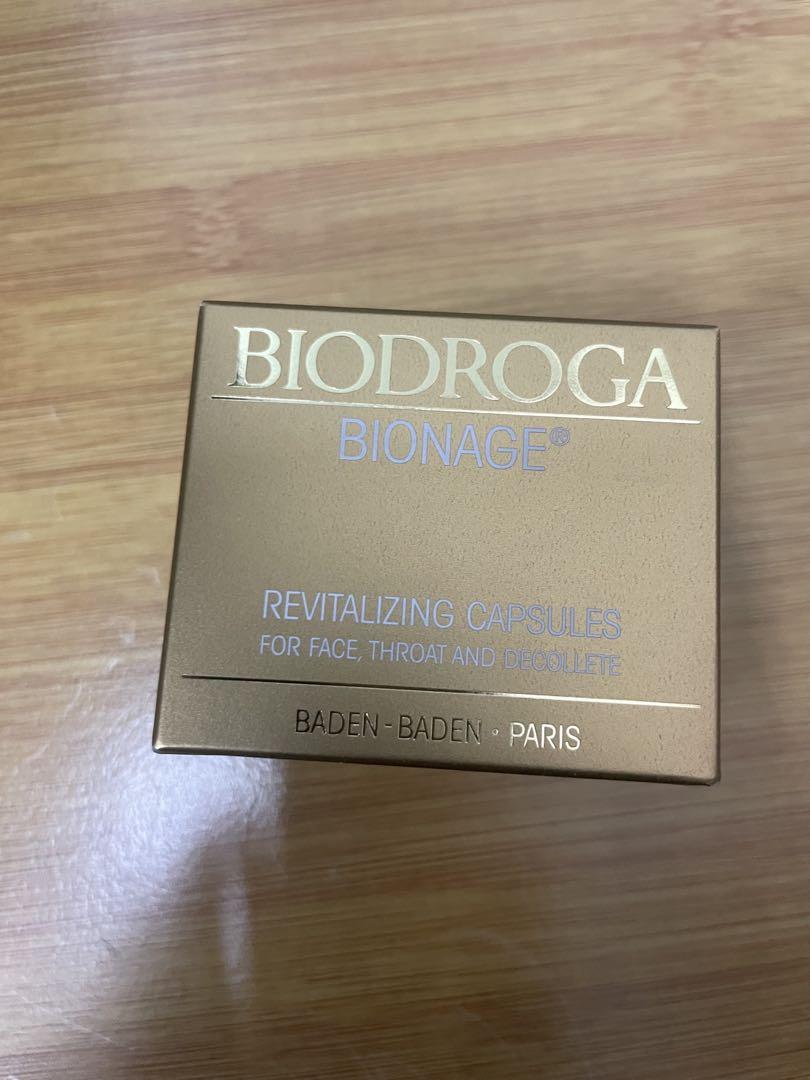 BIODROGA
BIONAGE®
REVITALIZING CAPSULES
FOR FACE, THROAT AND DECOLLETE
BADEN-BADEN · PARIS